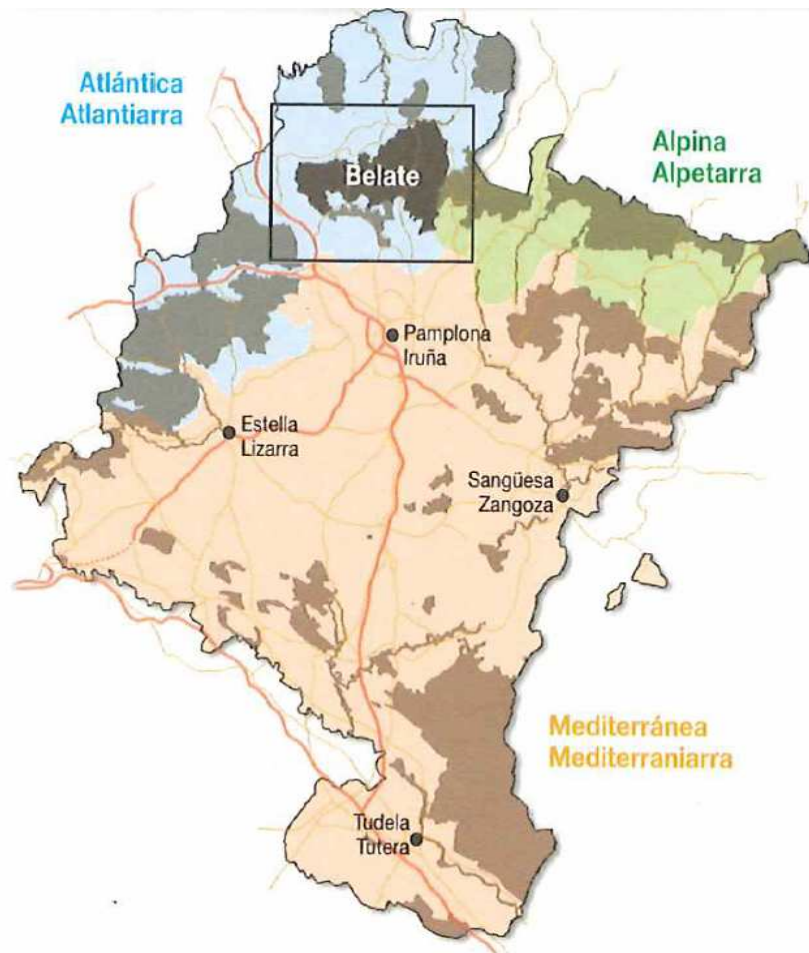 Atlántica
Atlantiarra
Alpina
Alpetarra
Belate
Pamplona
Iruña
Estella
Lizarra
Sangüesa
Zangoza
Mediterránea
Mediterraniarra
Tudela
Tutera